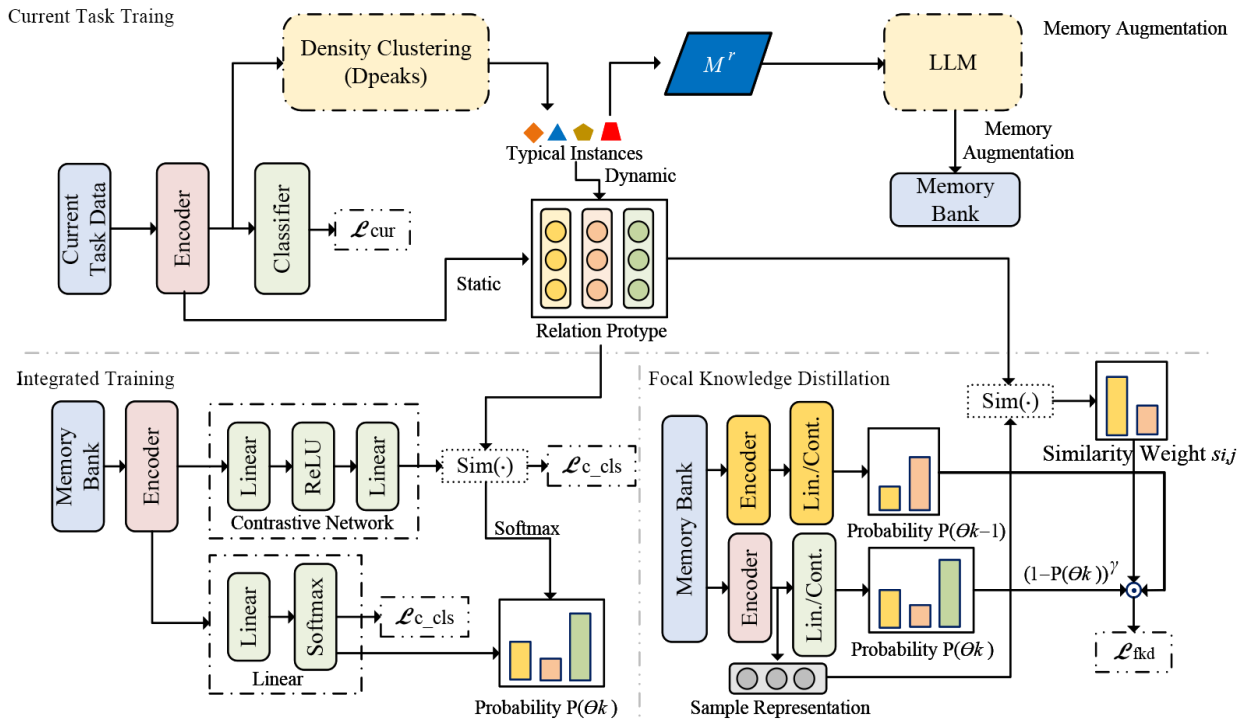 Current Task Traing
Density Clustering
(Dpeaks)
M^r
LLM
Memory Augmentation
Typical Instances
Dynamic
Memory
Augmentation
Memory
Bank
Current
Task Data
Encoder
Classifier
ℒcur
Static
Relation Protype
Integrated Training
Memory
Bank
Encoder
Linear
ReLU
Linear
Contrastive Network
Sim(·)
ℒc_cls
Softmax
Linear
Softmax
Linear
ℒc_cls
Probability P(Θk)
Focal Knowledge Distillation
Memory Bank
Encoder
Lin./Cont.
Probability P(Θk−1)
Encoder
Lin./Cont.
Probability P(Θk)
Sample Representation
Sim(·)
Similarity Weight si,j
(1−P(Θk))^γ
ℒfkd